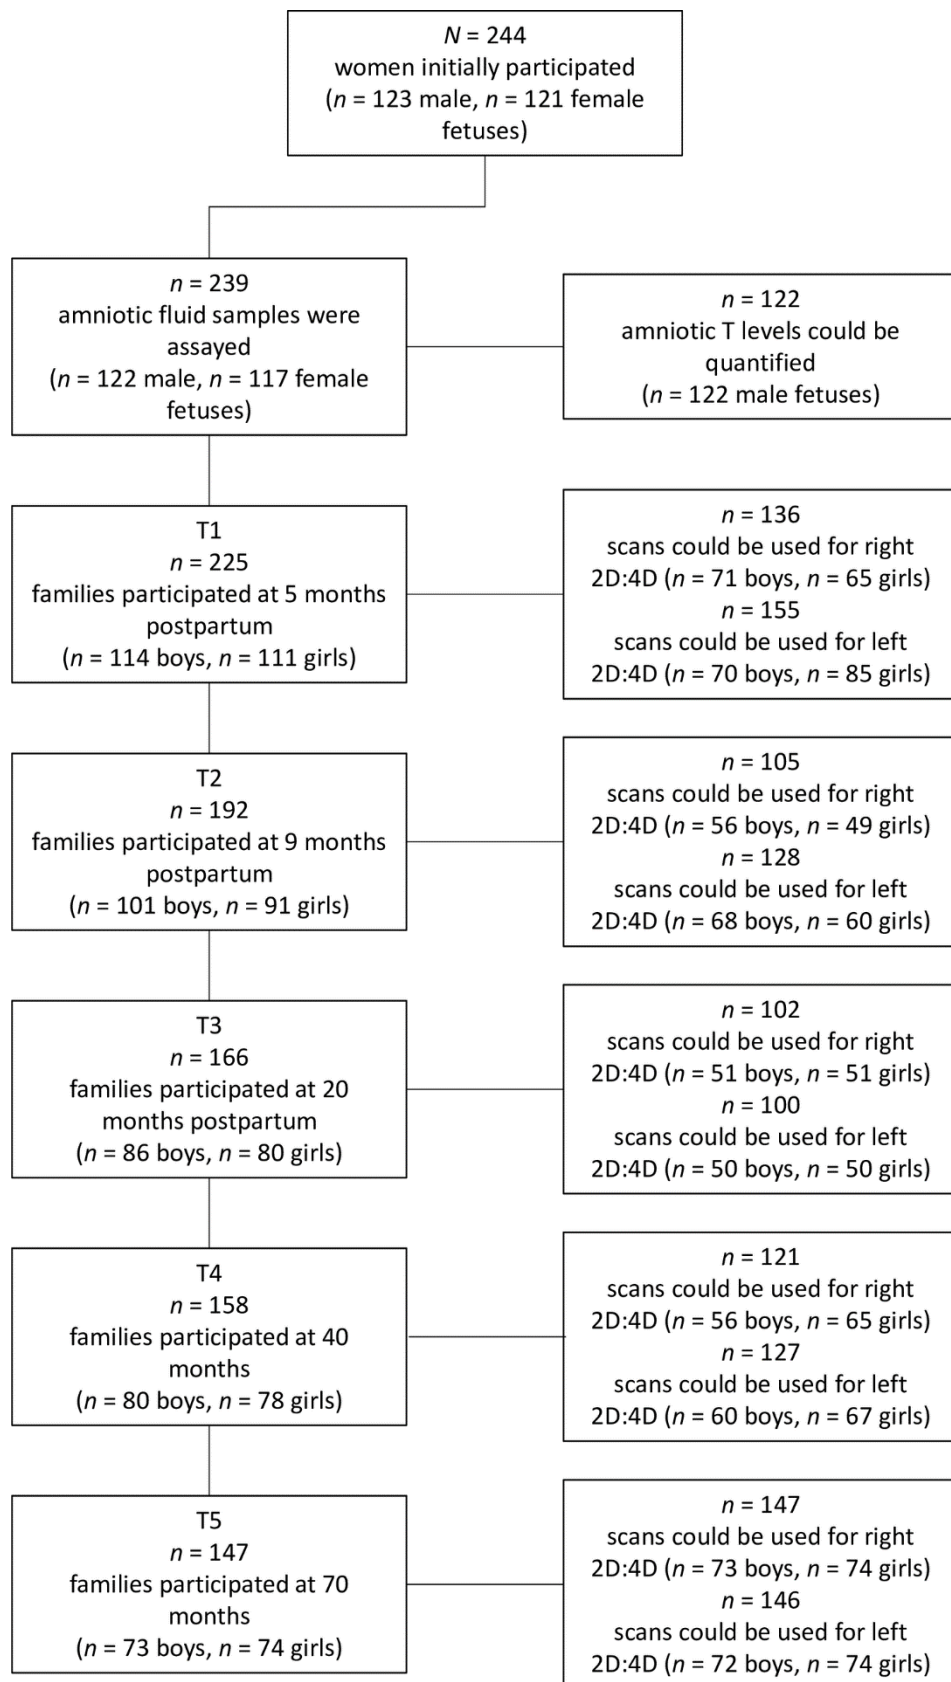 N = 244
women initially participated
(n = 123 male, n = 121 female
fetuses)
n = 239
amniotic fluid samples were
assayed
(n = 122 male, n = 117 female
fetuses)
n = 122
amniotic T levels could be
quantified
(n = 122 male fetuses)
T1
n = 225
families participated at 5 months
postpartum
(n = 114 boys, n = 111 girls)
n = 136
scans could be used for right
2D:4D (n = 71 boys, n = 65 girls)
n = 155
scans could be used for left
2D:4D (n = 70 boys, n = 85 girls)
T2
n = 192
families participated at 9 months
postpartum
(n = 101 boys, n = 91 girls)
n = 105
scans could be used for right
2D:4D (n = 56 boys, n = 49 girls)
n = 128
scans could be used for left
2D:4D (n = 68 boys, n = 60 girls)
T3
n = 166
families participated at 20
months postpartum
(n = 86 boys, n = 80 girls)
n = 102
scans could be used for right
2D:4D (n = 51 boys, n = 51 girls)
n = 100
scans could be used for left
2D:4D (n = 50 boys, n = 50 girls)
T4
n = 158
families participated at 40
months
(n = 80 boys, n = 78 girls)
n = 121
scans could be used for right
2D:4D (n = 56 boys, n = 65 girls)
n = 127
scans could be used for left
2D:4D (n = 60 boys, n = 67 girls)
T5
n = 147
families participated at 70
months
(n = 73 boys, n = 74 girls)
n = 147
scans could be used for right
2D:4D (n = 73 boys, n = 74 girls)
n = 146
scans could be used for left
2D:4D (n = 72 boys, n = 74 girls)